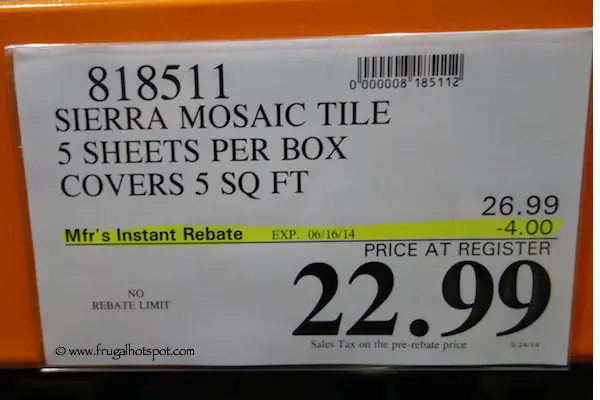 818511
0 000008 185112
SIERRA MOSAIC TILE
5 SHEETS PER BOX
COVERS 5 SQ FT
26.99
Mfr's Instant Rebate EXP. 06/16/14 -4.00
PRICE AT REGISTER
NO
REBATE LIMIT
22.99
Sales Tax on the pre-rebate price 5/24/14
© www.frugalhotspot.com